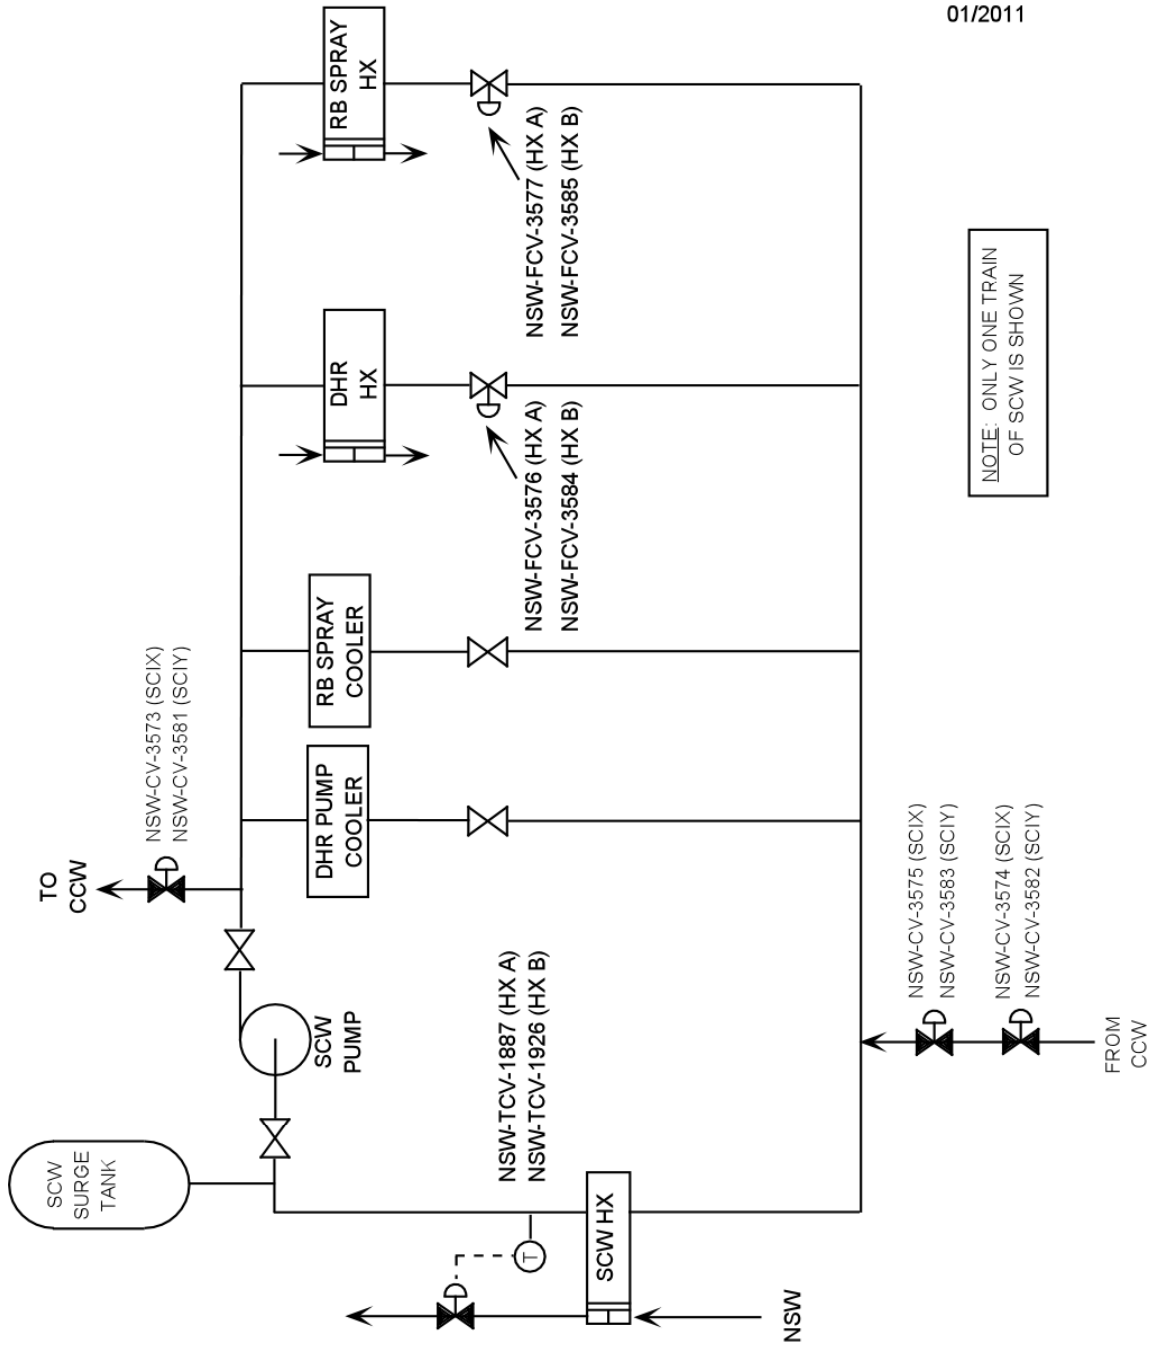 01/2011
RB SPRAY
HX
NSW-FCV-3577 (HX A)
NSW-FCV-3585 (HX B)
DHR
HX
NSW-FCV-3576 (HX A)
NSW-FCV-3584 (HX B)
NOTE: ONLY ONE TRAIN
OF SCW IS SHOWN
RB SPRAY
COOLER
DHR PUMP
COOLER
NSW-CV-3573 (SCIX)
NSW-CV-3581 (SCIY)
TO
CCW
SCW
PUMP
NSW-TCV-1887 (HX A)
NSW-TCV-1926 (HX B)
NSW-CV-3575 (SCIX)
NSW-CV-3583 (SCIY)
NSW-CV-3574 (SCIX)
NSW-CV-3582 (SCIY)
FROM
CCW
SCW
SURGE
TANK
T
SCW HX
NSW